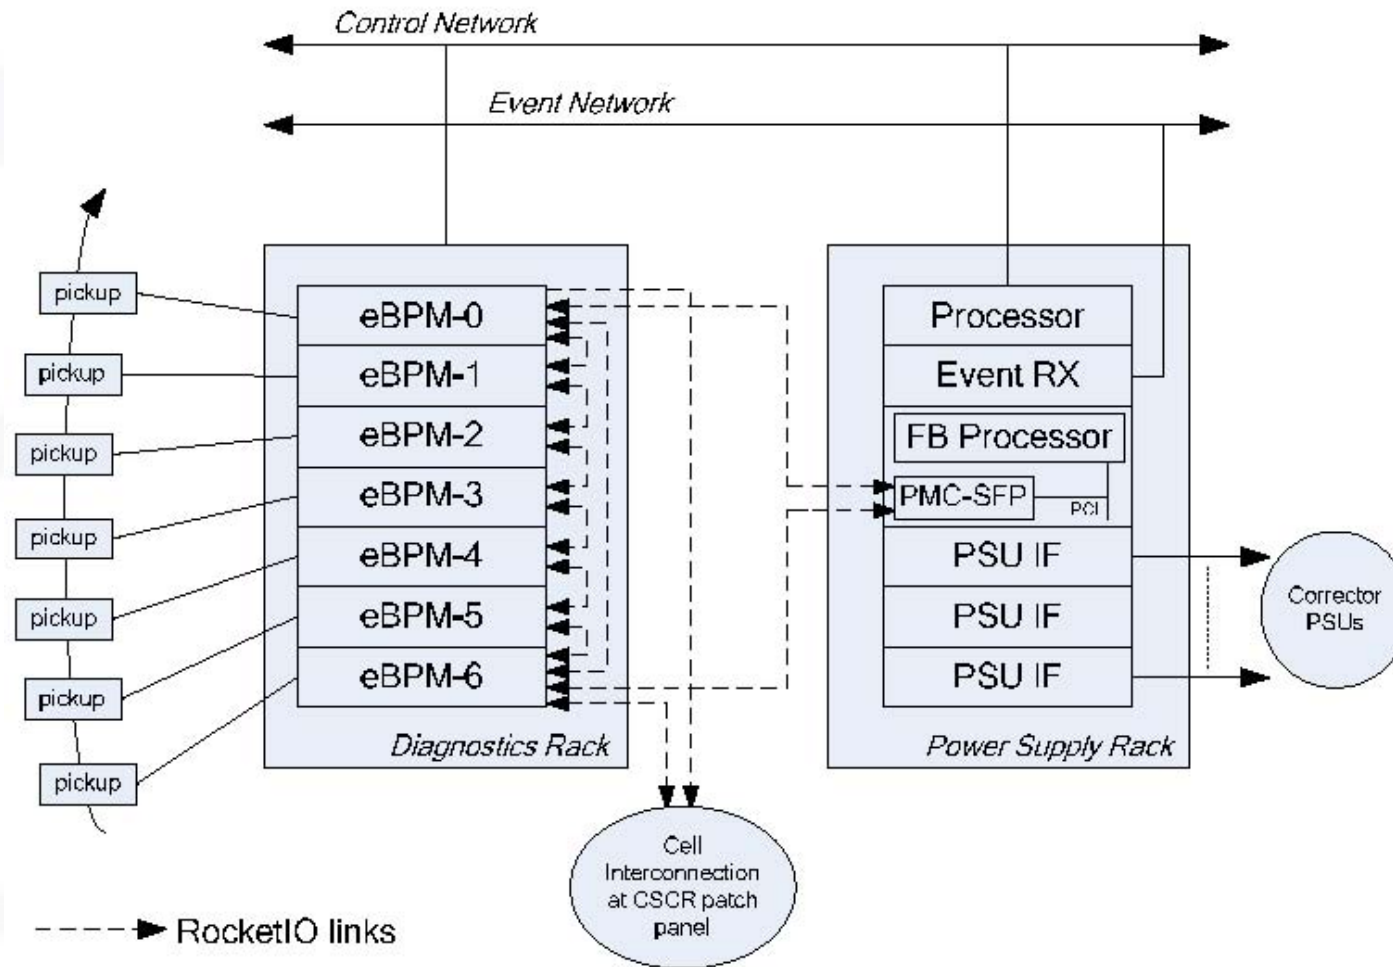 Control Network
Event Network
pickup
pickup
pickup
pickup
pickup
pickup
pickup
eBPM-0
eBPM-1
eBPM-2
eBPM-3
eBPM-4
eBPM-5
eBPM-6
Diagnostics Rack
Processor
Event RX
FB Processor
PMC-SFP
PCI
PSU IF
PSU IF
PSU IF
Power Supply Rack
Corrector
PSUs
Cell
Interconnection
at CSCR patch
panel
RocketIO links